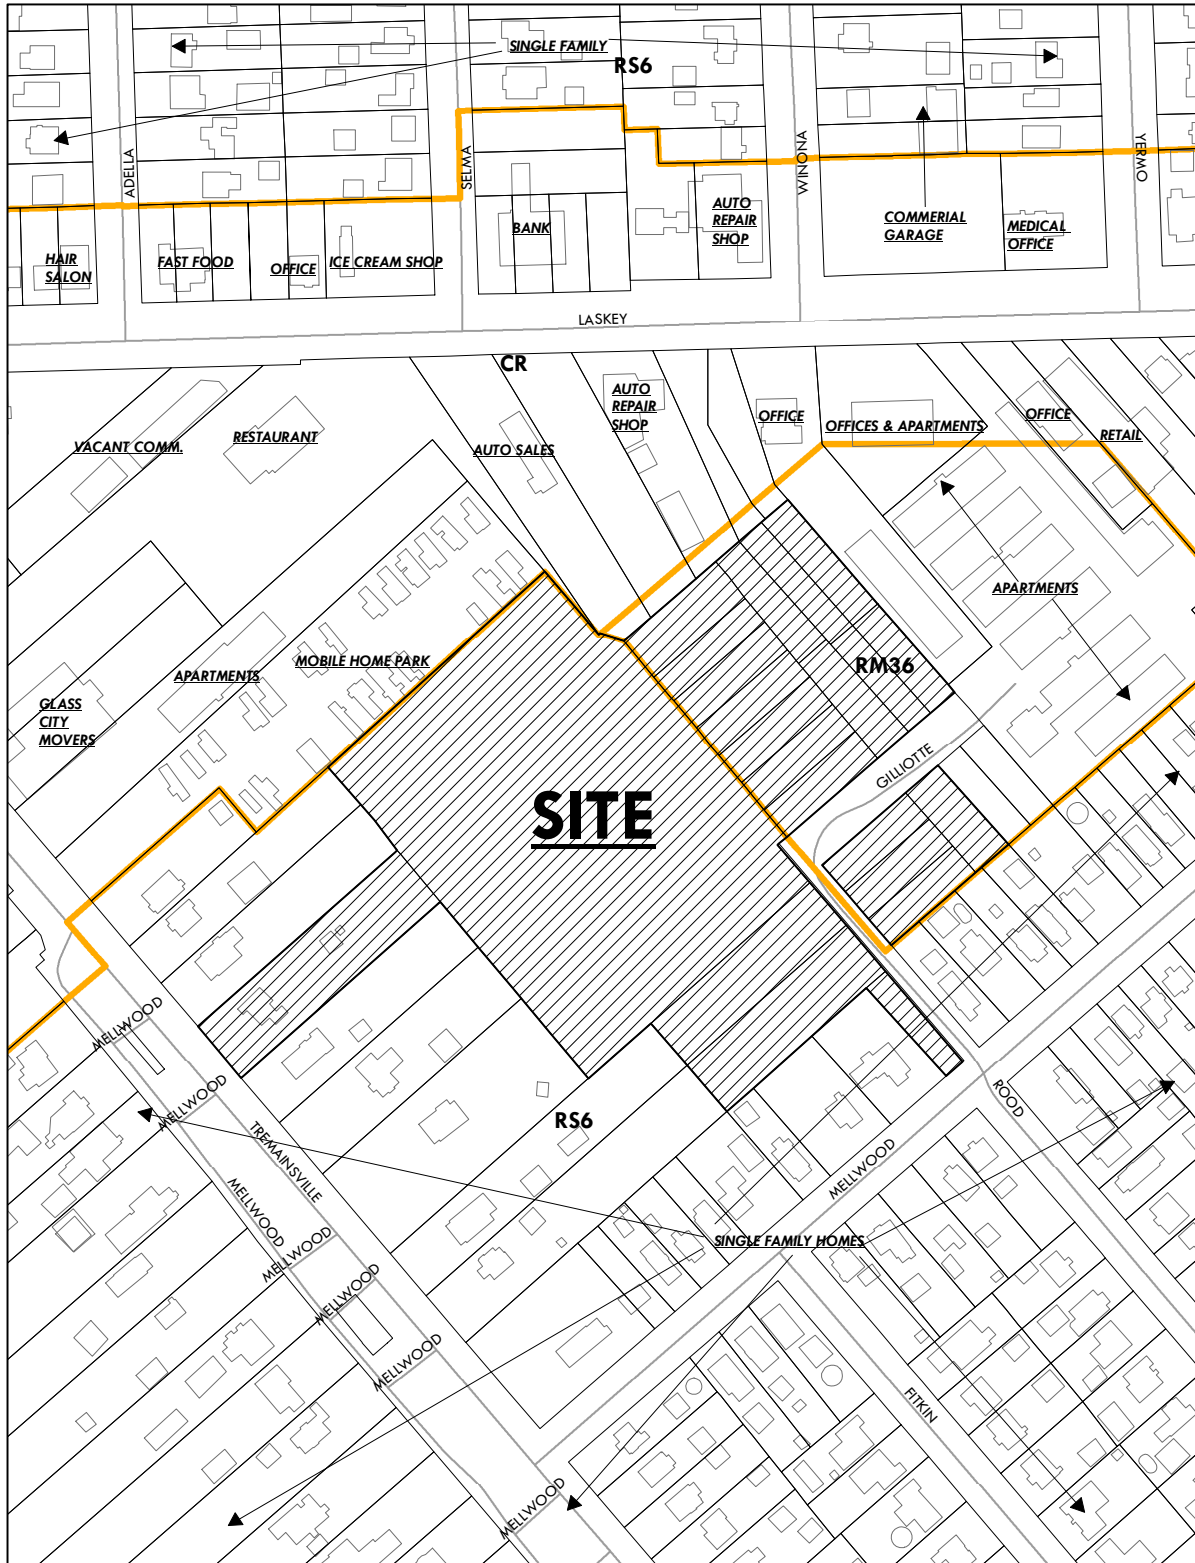 SINGLE FAMILY
RS6
ADELLA
SELMA
WINONA
YERMO
HAIR
SALON
FAST FOOD
OFFICE
ICE CREAM SHOP
BANK
AUTO
REPAIR
SHOP
COMMERIAL
GARAGE
MEDICAL
OFFICE
LASKEY
CR
VACANT COMM.
RESTAURANT
AUTO SALES
AUTO
REPAIR
SHOP
OFFICE
OFFICES & APARTMENTS
OFFICE
RETAIL
APARTMENTS
MOBILE HOME PARK
APARTMENTS
GLASS
CITY
MOVERS
RM36
GILLIOTTE
SITE
MELLWOOD
MELLWOOD
TREMAINSVILLE
MELLWOOD
RS6
ROOD
MELLWOOD
SINGLE FAMILY HOMES
MELLWOOD
MELLWOOD
MELLWOOD
FITKIN
MELLWOOD